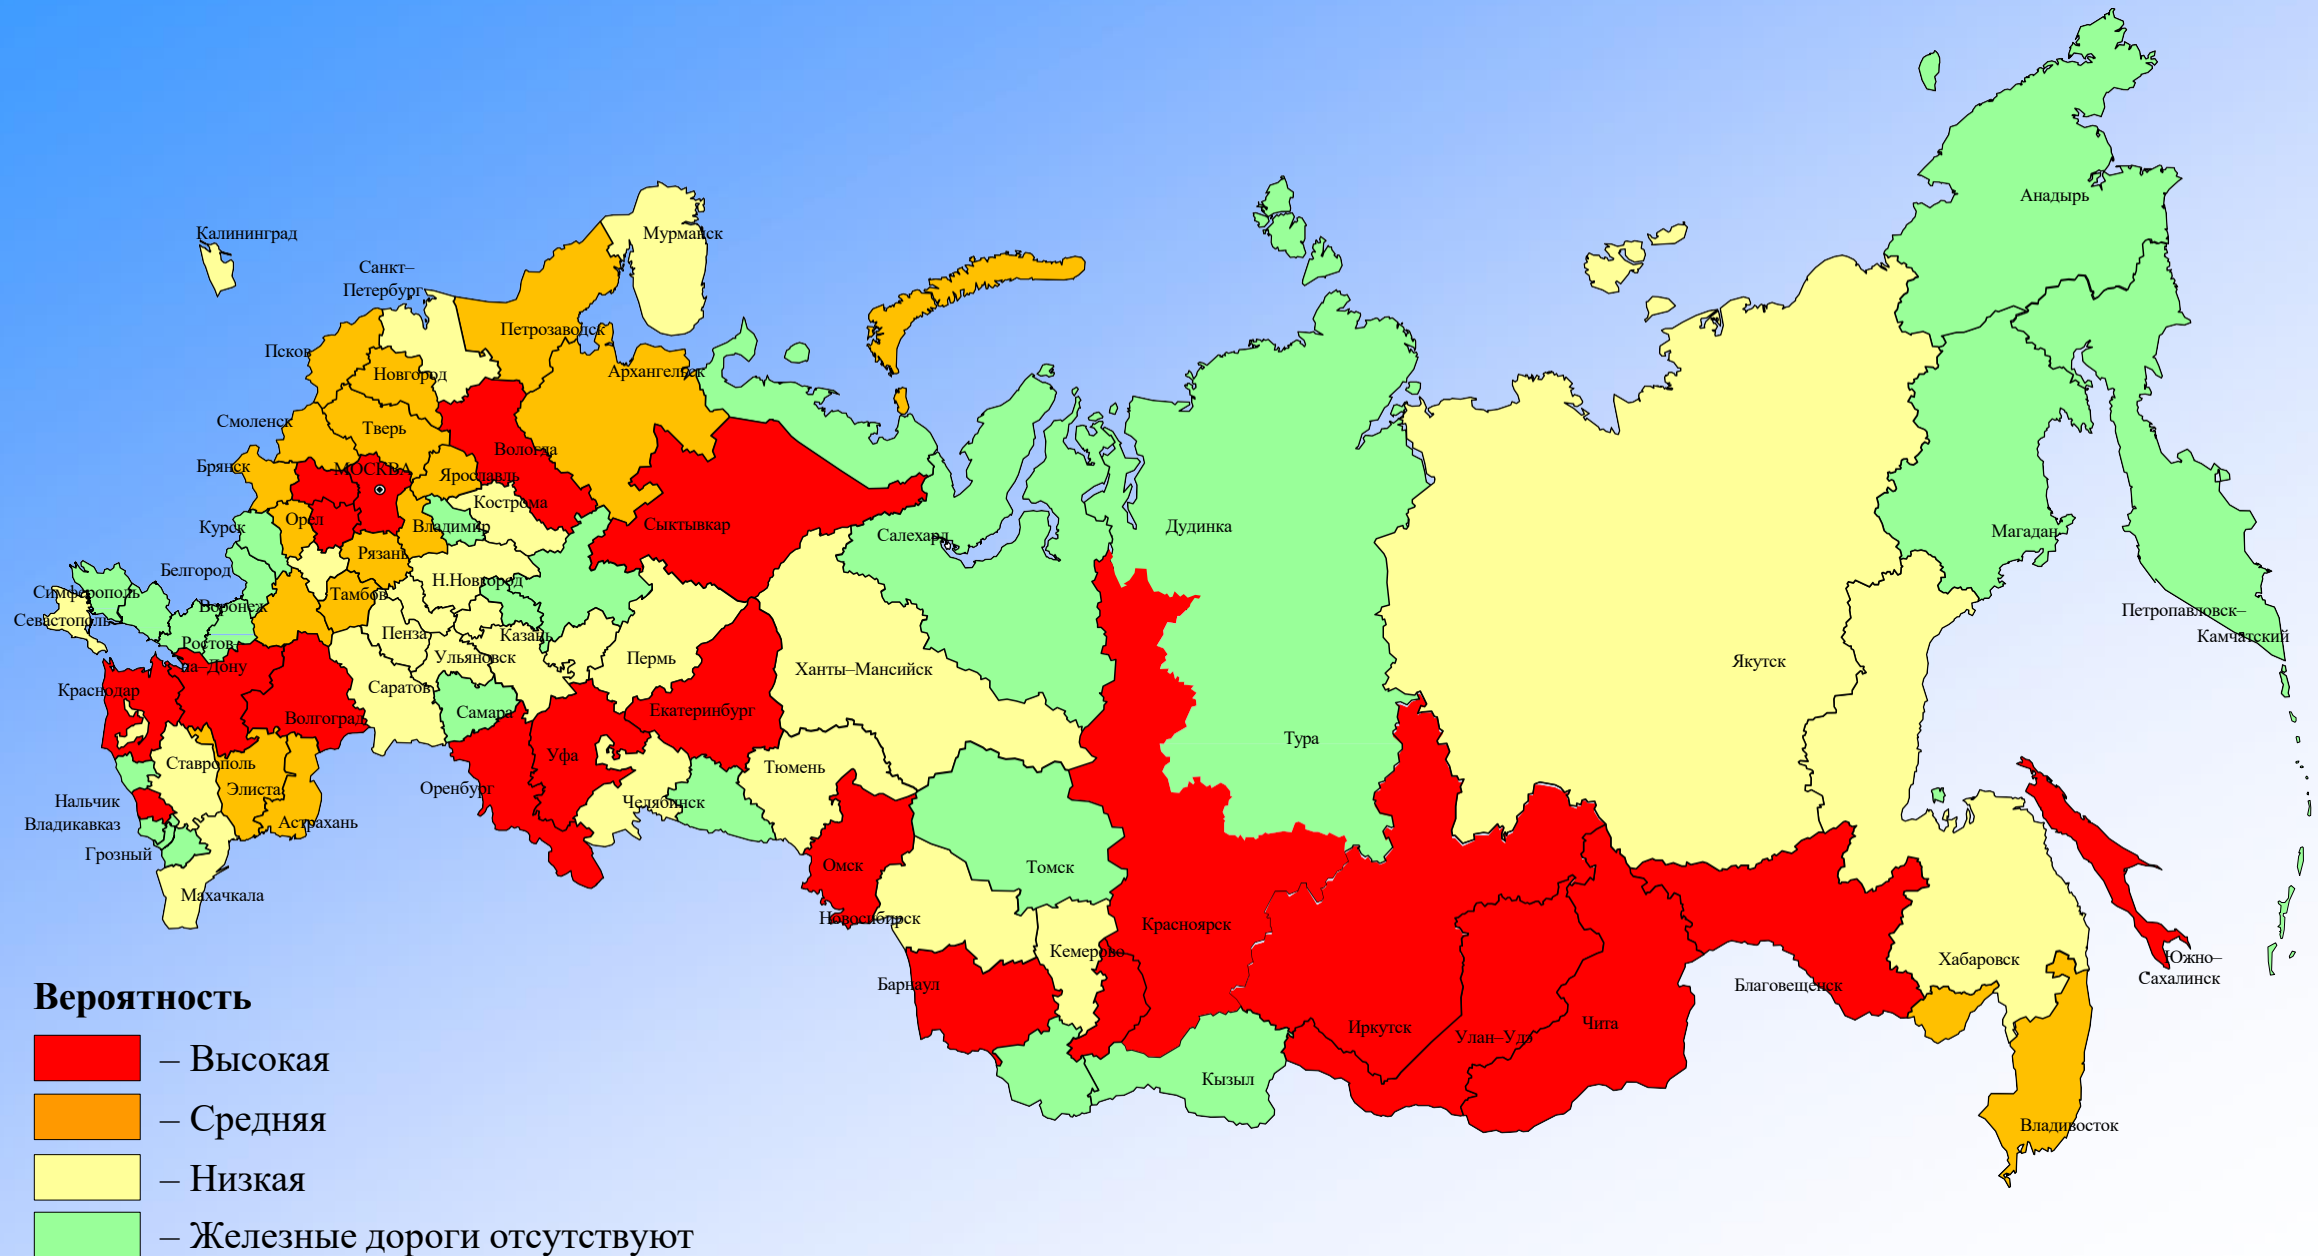 Анадырь
Калининград
Мурманск
Санкт–
Петербург
Петрозаводск
Псков
Новгород
Архангельск
Смоленск
Тверь
Вологда
Брянск
МОСКВА
Ярославль
Кострома
Орел
Курск
Владимир
Сыктывкар
Салехард
Дудинка
Магадан
Рязань
Белгород
Н.Новгород
Симферополь
Тамбов
Воронеж
Севастополь
Петропавловск–
Камчатский
Пенза
Казань
Ростов–
на–Дону
Ульяновск
Пермь
Ханты–Мансийск
Якутск
Краснодар
Саратов
Волгоград
Самара
Екатеринбург
Тура
Ставрополь
Уфа
Тюмень
Элиста
Оренбург
Челябинск
Нальчик
Владикавказ
Астрахань
Грозный
Омск
Томск
Махачкала
Новосибирск
Красноярск
Кемерово
Хабаровск
Южно–
Сахалинск
Барнаул
Благовещенск
Иркутск
Улан–Удэ
Чита
Кызыл
Владивосток
Вероятность
– Высокая
– Средняя
– Низкая
– Железные дороги отсутствуют